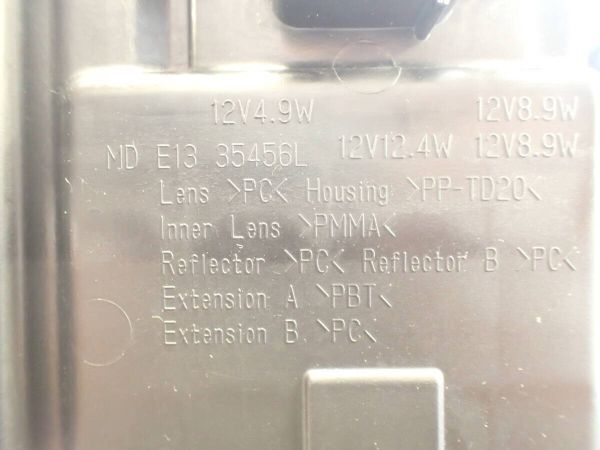 12V4.9W 12V8.9W
MD E13 35456L 12V12.4W 12V8.9W
Lens >PC< Housing >PP-TD20<
Inner Lens >PMMA<
Reflector >PC< Reflector B >PC<
Extension A >PBT<
Extension B >PC<